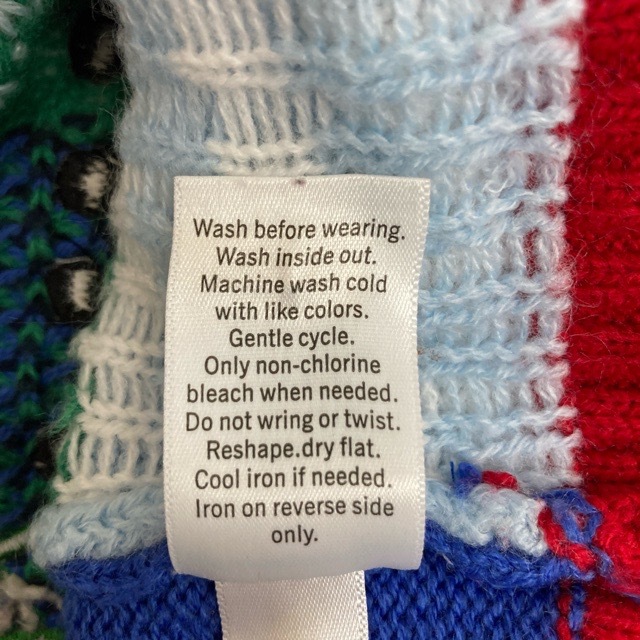 Wash before wearing.
Wash inside out.
Machine wash cold
with like colors.
Gentle cycle.
Only non-chlorine
bleach when needed.
Do not wring or twist.
Reshape.dry flat.
Cool iron if needed.
Iron on reverse side
only.